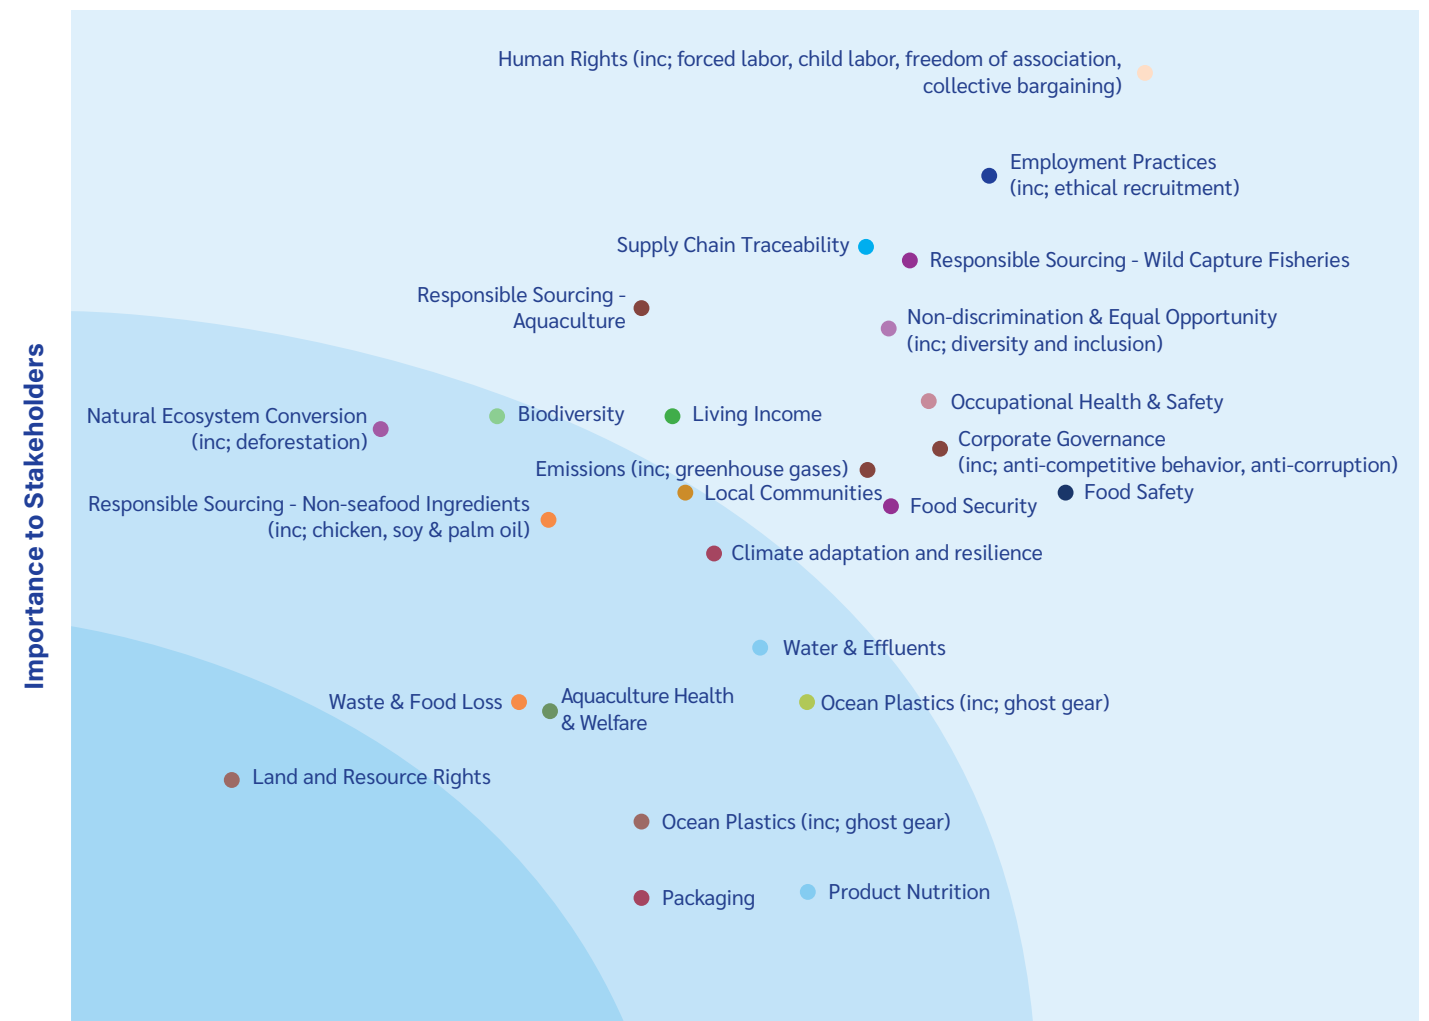 Human Rights (inc; forced labor, child labor, freedom of association,
collective bargaining)
Employment Practices
(inc; ethical recruitment)
Supply Chain Traceability
Responsible Sourcing - Wild Capture Fisheries
Responsible Sourcing -
Aquaculture
Non-discrimination & Equal Opportunity
(inc; diversity and inclusion)
Importance to Stakeholders
Natural Ecosystem Conversion
(inc; deforestation)
Biodiversity
Living Income
Occupational Health & Safety
Corporate Governance
(inc; anti-competitive behavior, anti-corruption)
Emissions (inc; greenhouse gases)
Local Communities
Food Security
Food Safety
Responsible Sourcing - Non-seafood Ingredients
(inc; chicken, soy & palm oil)
Climate adaptation and resilience
Water & Effluents
Waste & Food Loss
Aquaculture Health
& Welfare
Ocean Plastics (inc; ghost gear)
Land and Resource Rights
Ocean Plastics (inc; ghost gear)
Packaging
Product Nutrition